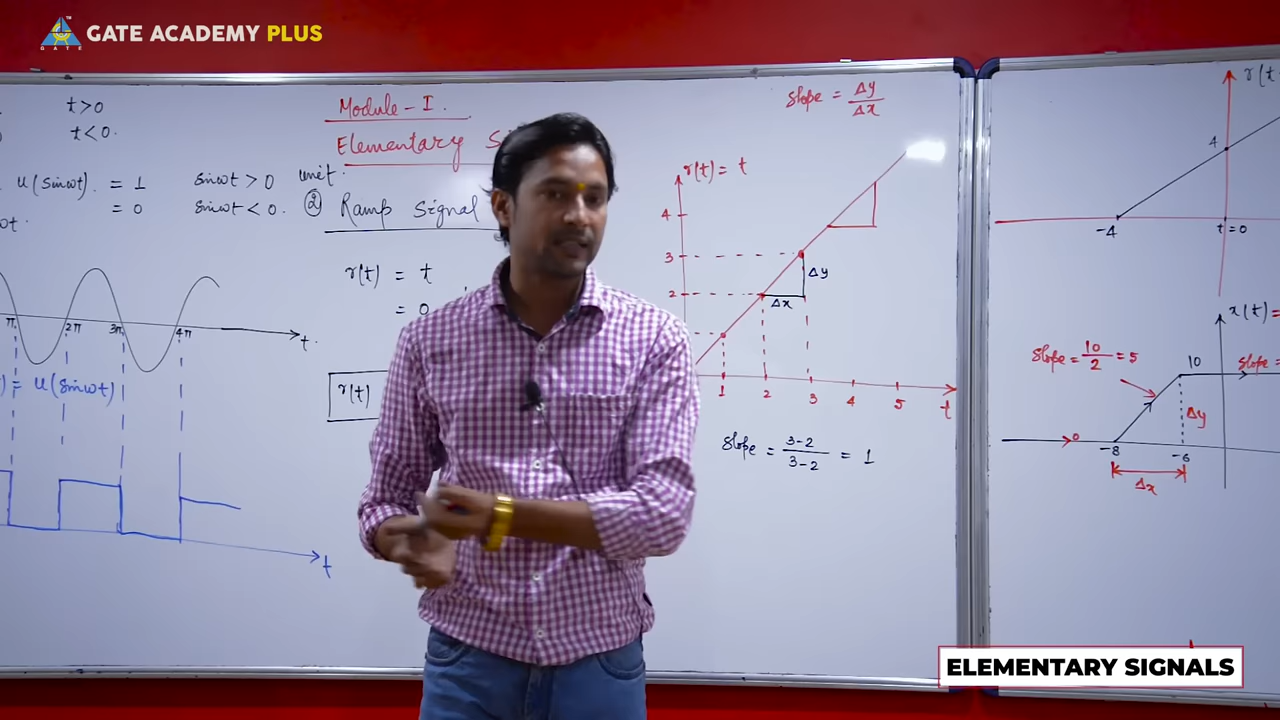 GATE ACADEMY PLUS
GATE
t>0
t<0.
u(sinωt) = 1 sinωt > 0
= 0 sinωt < 0.
π 2π 3π 4π t.
= u(sinωt)
t
Module - I.
Elementary
unit.
② Ramp Signal
r(t) = t
= 0
r(t)
slope = Δy/Δx
r(t) = t
4
3
2
Δy
Δx
1 2 3 4 5 t
slope = 3-2/3-2 = 1
r(t
4
-4 t=0
x(t) =
slope = 10/2 = 5
10
slope =
Δy
0 -8 -6
Δx
ELEMENTARY SIGNALS